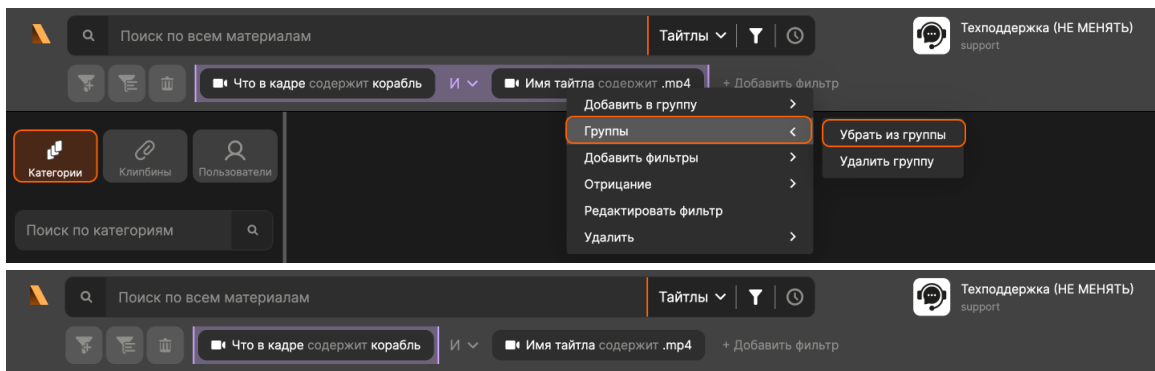 Поиск по всем материалам
Тайтлы
Техподдержка (НЕ МЕНЯТЬ)
support
Что в кадре содержит корабль И Имя тайтла содержит .mp4 + Добавить фильтр
Добавить в группу
Группы
Добавить фильтры
Отрицание
Редактировать фильтр
Удалить
Убрать из группы
Удалить группу
Категории Клипбины Пользователи
Поиск по категориям
Поиск по всем материалам
Тайтлы
Техподдержка (НЕ МЕНЯТЬ)
support
Что в кадре содержит корабль И Имя тайтла содержит .mp4 + Добавить фильтр